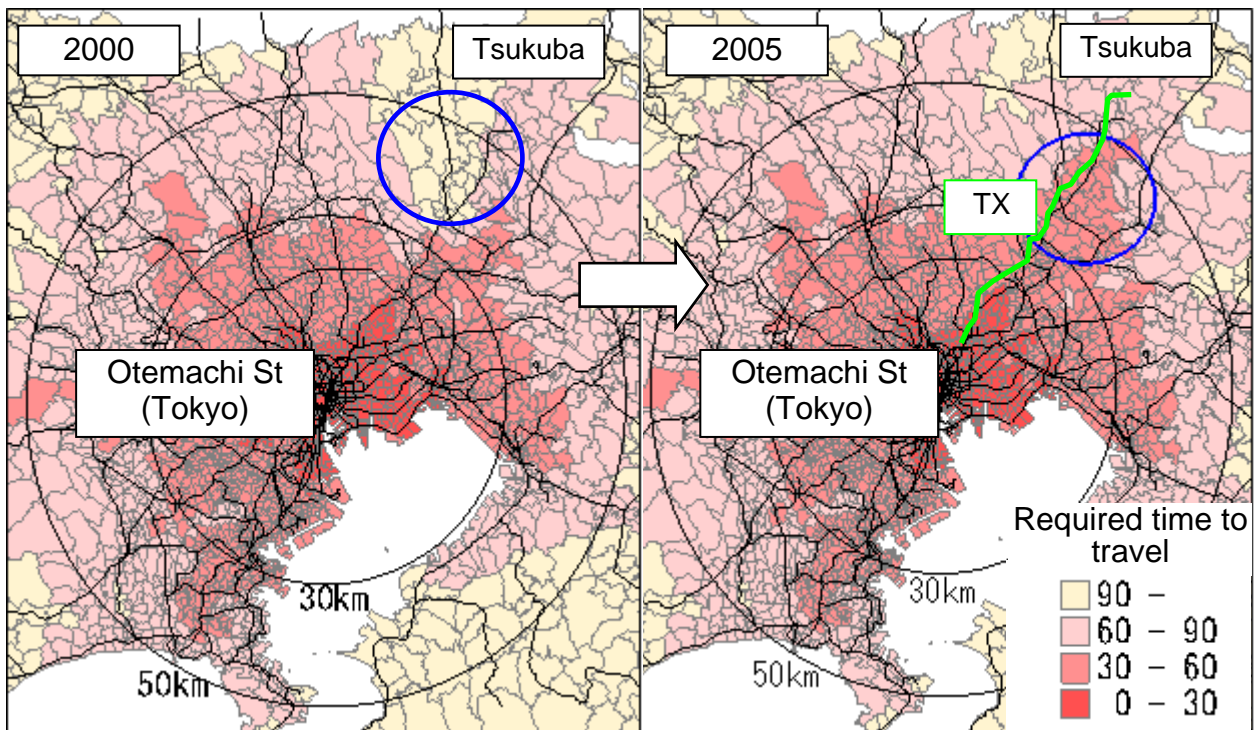 2000
Tsukuba
Otemachi St
(Tokyo)
30km
50km
2005
Tsukuba
TX
Otemachi St
(Tokyo)
30km
50km
Required time to
travel
90 –
60 – 90
30 – 60
0 – 30